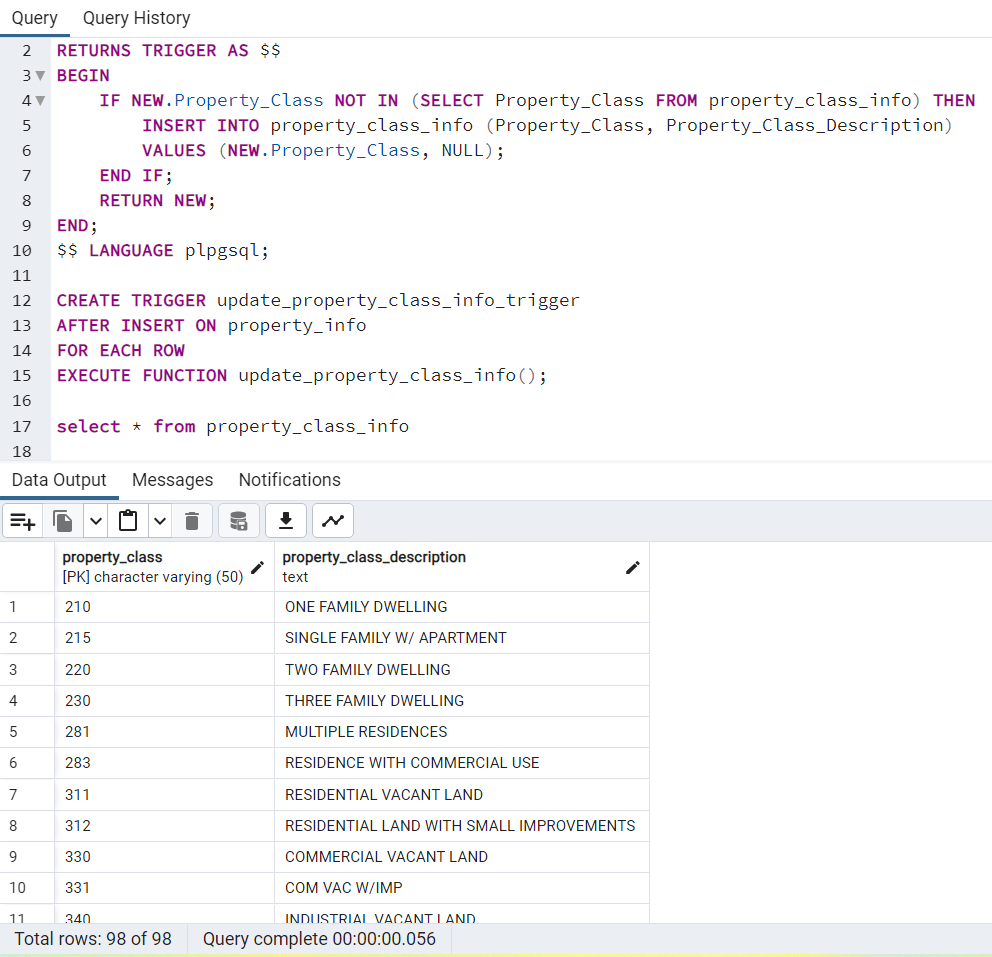 Query Query History
2 RETURNS TRIGGER AS $$
3 BEGIN
4 IF NEW.Property_Class NOT IN (SELECT Property_Class FROM property_class_info) THEN
5 INSERT INTO property_class_info (Property_Class, Property_Class_Description)
6 VALUES (NEW.Property_Class, NULL);
7 END IF;
8 RETURN NEW;
9 END;
10 $$ LANGUAGE plpgsql;
11
12 CREATE TRIGGER update_property_class_info_trigger
13 AFTER INSERT ON property_info
14 FOR EACH ROW
15 EXECUTE FUNCTION update_property_class_info();
16
17 select * from property_class_info
18
Data Output Messages Notifications
property_class property_class_description
[PK] character varying (50) text
1 210 ONE FAMILY DWELLING
2 215 SINGLE FAMILY W/ APARTMENT
3 220 TWO FAMILY DWELLING
4 230 THREE FAMILY DWELLING
5 281 MULTIPLE RESIDENCES
6 283 RESIDENCE WITH COMMERCIAL USE
7 311 RESIDENTIAL VACANT LAND
8 312 RESIDENTIAL LAND WITH SMALL IMPROVEMENTS
9 330 COMMERCIAL VACANT LAND
10 331 COM VAC W/IMP
11 340 INDUSTRIAL VACANT LAND
Total rows: 98 of 98 Query complete 00:00:00.056